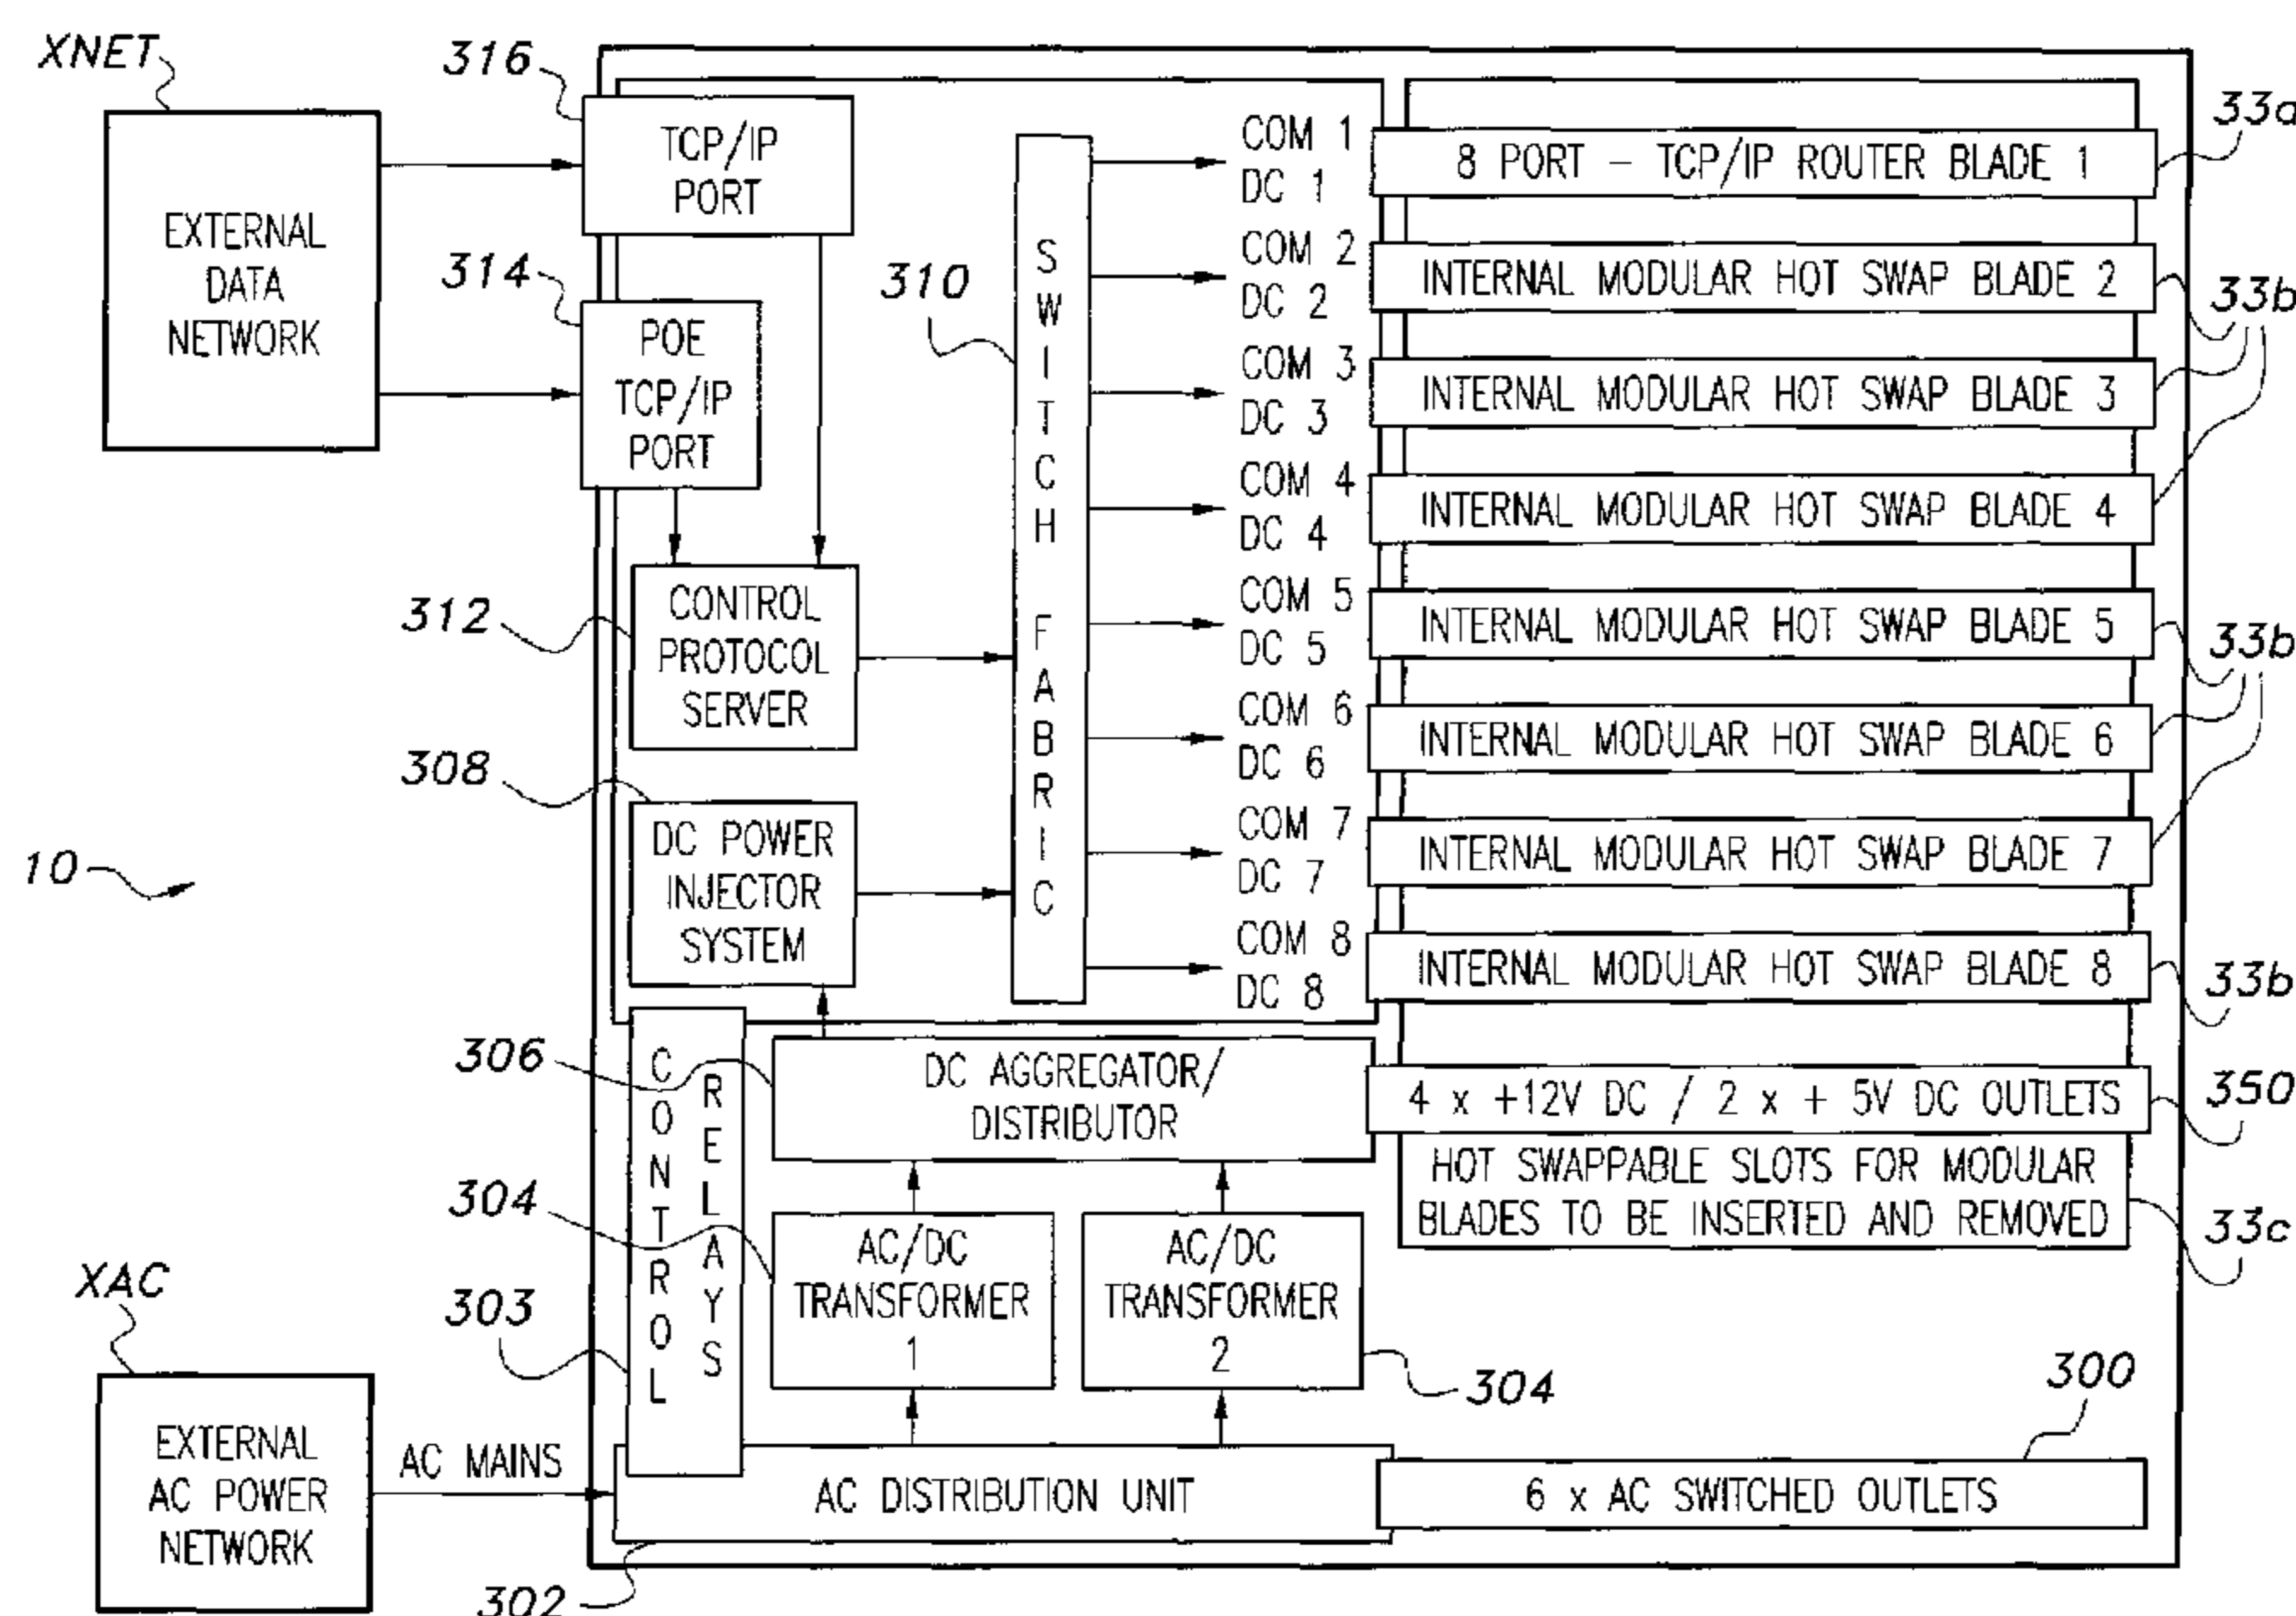 XNET
316
TCP/IP
PORT
EXTERNAL
DATA
NETWORK
314
POE
TCP/IP
PORT
310
SWITCH FABRIC
COM 1
DC 1
8 PORT - TCP/IP ROUTER BLADE 1
33a
COM 2
DC 2
INTERNAL MODULAR HOT SWAP BLADE 2
33b
COM 3
DC 3
INTERNAL MODULAR HOT SWAP BLADE 3
COM 4
DC 4
INTERNAL MODULAR HOT SWAP BLADE 4
COM 5
DC 5
INTERNAL MODULAR HOT SWAP BLADE 5
33b
COM 6
DC 6
INTERNAL MODULAR HOT SWAP BLADE 6
COM 7
DC 7
INTERNAL MODULAR HOT SWAP BLADE 7
COM 8
DC 8
INTERNAL MODULAR HOT SWAP BLADE 8
33b
312
CONTROL
PROTOCOL
SERVER
308
DC POWER
INJECTOR
SYSTEM
10
306
CONTROL
RELAYS
DC AGGREGATOR/
DISTRIBUTOR
4 x +12V DC / 2 x + 5V DC OUTLETS
350
HOT SWAPPABLE SLOTS FOR MODULAR
BLADES TO BE INSERTED AND REMOVED
33c
304
AC/DC
TRANSFORMER
1
AC/DC
TRANSFORMER
2
304
303
XAC
EXTERNAL
AC POWER
NETWORK
AC MAINS
AC DISTRIBUTION UNIT
6 x AC SWITCHED OUTLETS
300
302